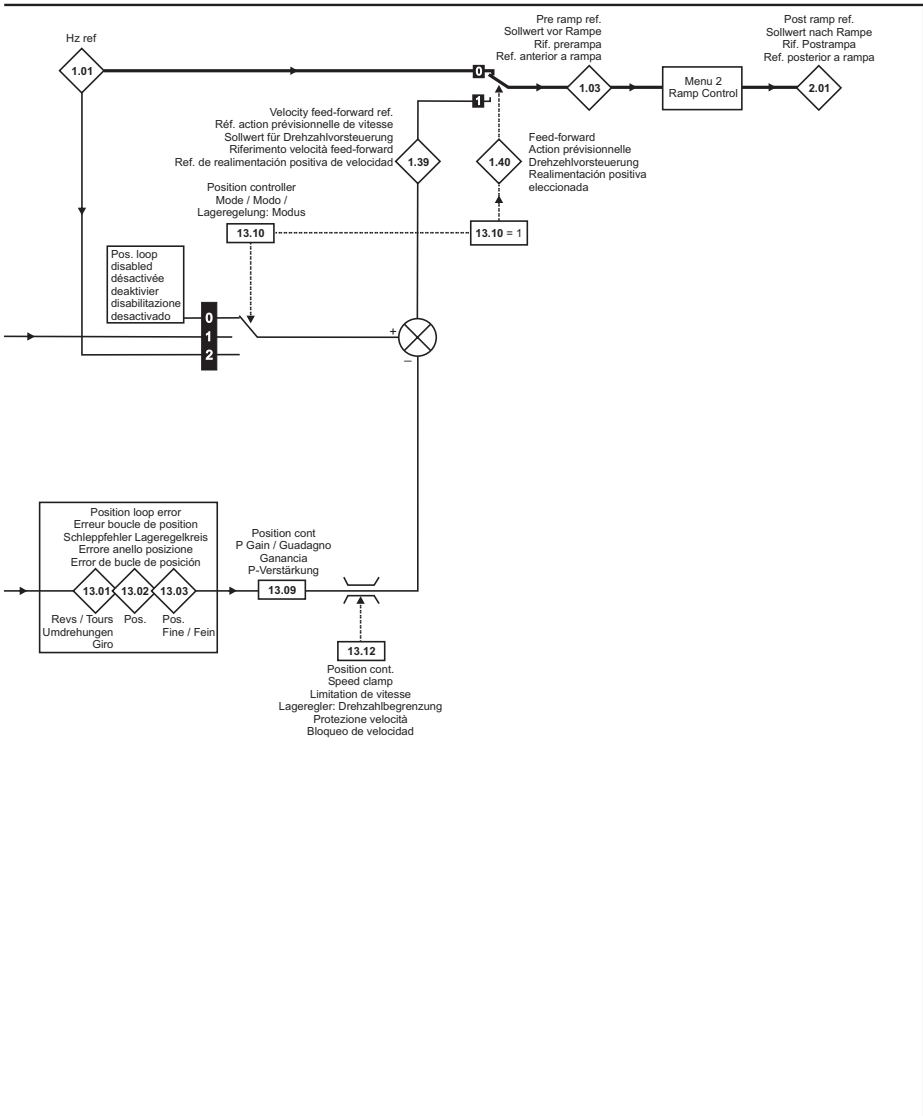 Hz ref
1.01
Pre ramp ref.
Sollwert vor Rampe
Rif. prerampa
Ref. anterior a rampa
Post ramp ref.
Sollwert nach Rampe
Rif. Postrampa
Ref. posterior a rampa
0
1
1.03
Menu 2
Ramp Control
2.01
Velocity feed-forward ref.
Réf. action prévisionnelle de vitesse
Sollwert für Drehzahlvorsteuerung
Riferimento velocità feed-forward
Ref. de realimentación positiva de velocidad
1.39
1.40
Feed-forward
Action prévisionnelle
Drehzehlvorsteuerung
Realimentación positiva
eleccionada
Position controller
Mode / Modo /
Lageregelung: Modus
13.10
13.10 = 1
Pos. loop
disabled
désactivée
deaktivier
disabilitazione
desactivado
0
1
2
+
–
Position loop error
Erreur boucle de position
Schleppfehler Lageregelkreis
Errore anello posizione
Error de bucle de posición
13.01
13.02
13.03
Revs / Tours
Umdrehungen
Giro
Pos.
Pos.
Fine / Fein
Position cont
P Gain / Guadagno
Ganancia
P-Verstärkung
13.09
13.12
Position cont.
Speed clamp
Limitation de vitesse
Lageregler: Drehzahlbegrenzung
Protezione velocità
Bloqueo de velocidad